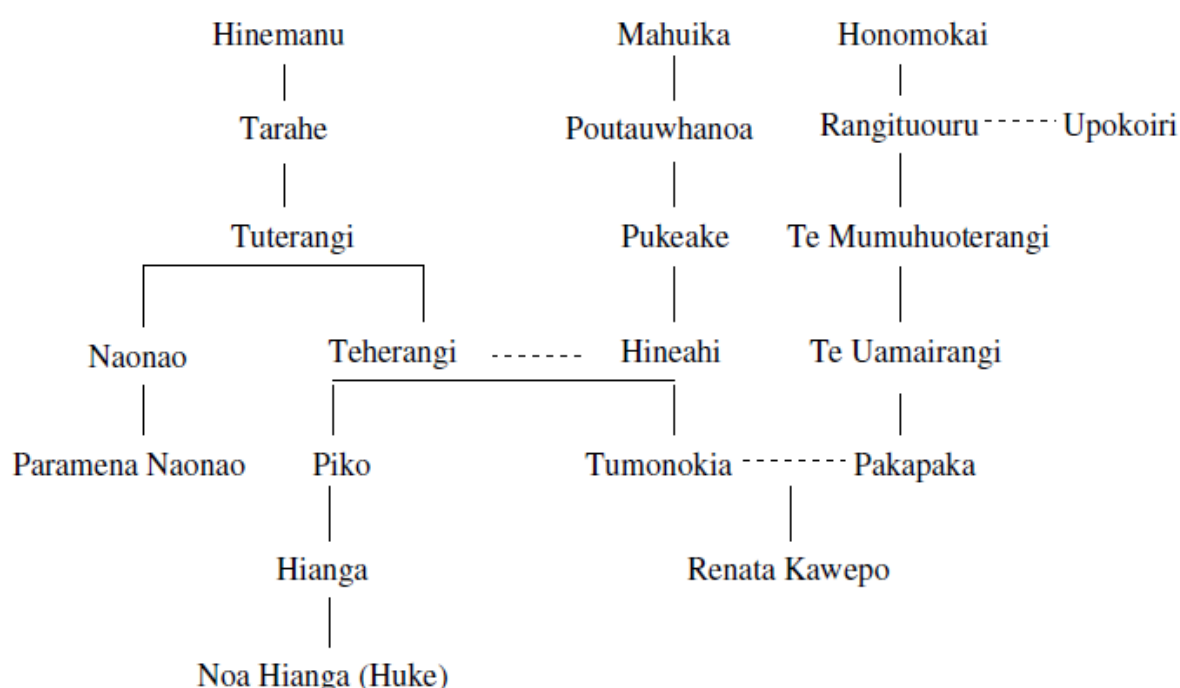 Hinemanu Mahuika Honomokai
Tarahe Poutauwhanoa Rangituouru Upokoiri
Tuterangi Pukeake Te Mumuhuoterangi
Naonao Teherangi Hineahi Te Uamairangi
Paramena Naonao Piko Tumonokia Pakapaka
Hianga Renata Kawepo
Noa Hianga (Huke)